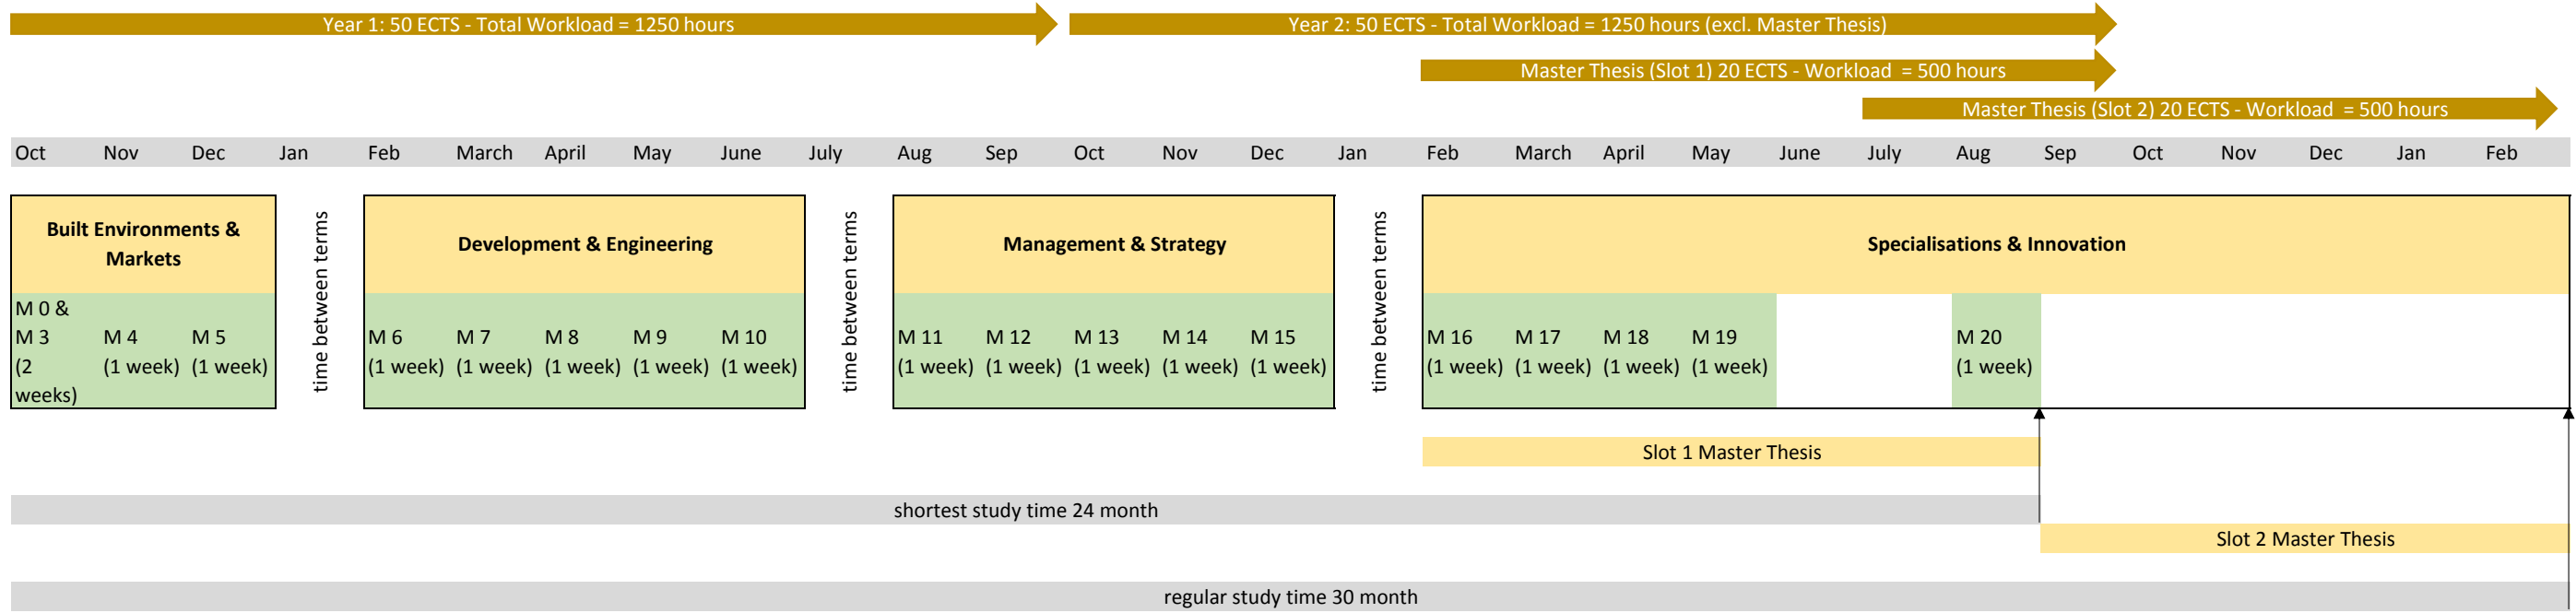 Year 1: 50 ECTS - Total Workload = 1250 hours
Year 2: 50 ECTS - Total Workload = 1250 hours (excl. Master Thesis)
Master Thesis (Slot 1) 20 ECTS - Workload  = 500 hours
Master Thesis (Slot 2) 20 ECTS - Workload  = 500 hours
Oct Nov Dec Jan Feb March April May June July Aug Sep Oct Nov Dec Jan Feb March April May June July Aug Sep Oct Nov Dec Jan Feb
Built Environments &
Markets
time between terms
Development & Engineering
time between terms
Management & Strategy
time between terms
Specialisations & Innovation
M 0 &
M 3
(2
weeks)
M 4
(1 week)
M 5
(1 week)
M 6
(1 week)
M 7
(1 week)
M 8
(1 week)
M 9
(1 week)
M 10
(1 week)
M 11
(1 week)
M 12
(1 week)
M 13
(1 week)
M 14
(1 week)
M 15
(1 week)
M 16
(1 week)
M 17
(1 week)
M 18
(1 week)
M 19
(1 week)
M 20
(1 week)
Slot 1 Master Thesis
shortest study time 24 month
Slot 2 Master Thesis
regular study time 30 month